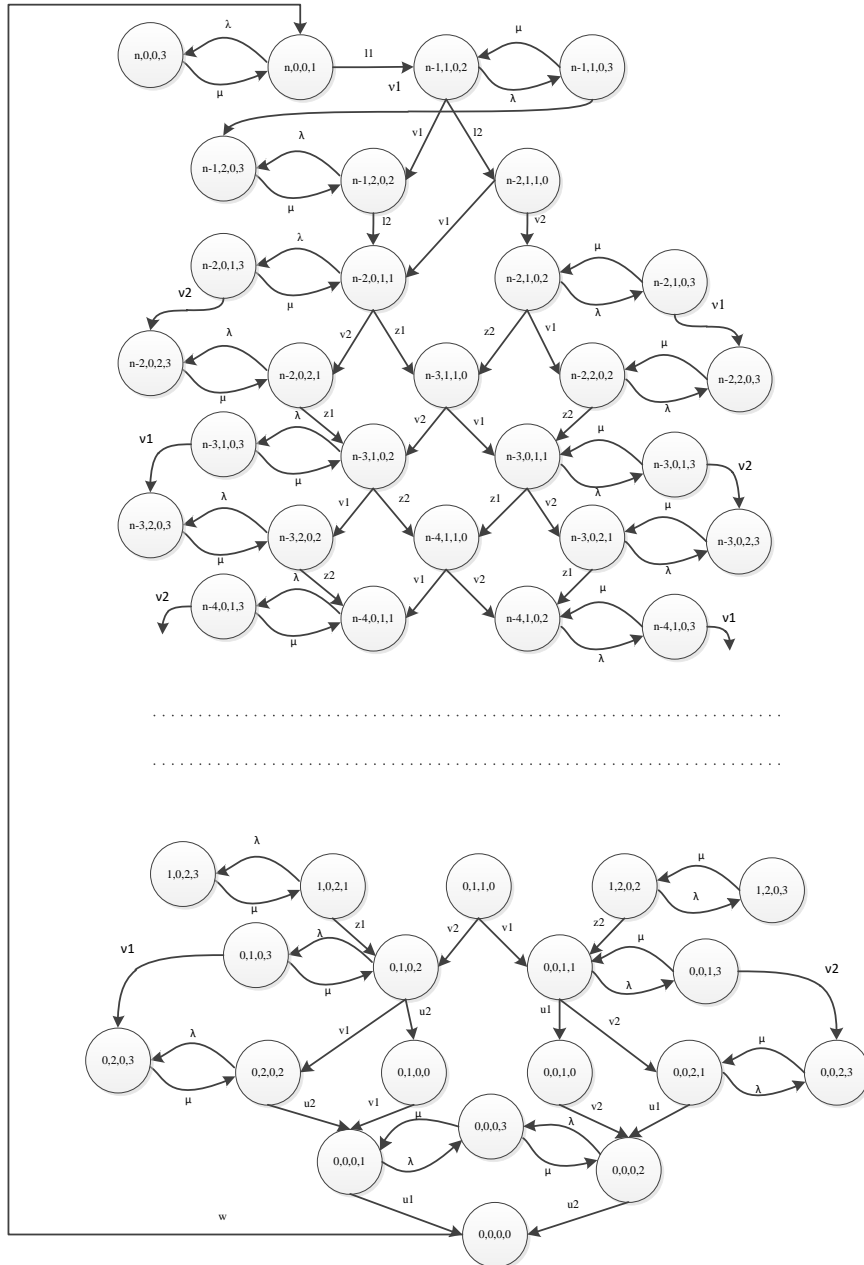 λ
n,0,0,3
n,0,0,1
μ
l1
n-1,1,0,2
μ
n-1,1,0,3
λ
v1
v1
l2
n-1,2,0,3
λ
n-1,2,0,2
μ
n-2,1,1,0
l2
v1
v2
n-2,0,1,3
λ
n-2,0,1,1
μ
n-2,1,0,2
μ
n-2,1,0,3
λ
v2
v1
v2
z1
z2
v1
n-2,0,2,3
λ
n-2,0,2,1
μ
n-3,1,1,0
n-2,2,0,2
μ
n-2,2,0,3
λ
z1
v2
v1
z2
v1
n-3,1,0,3
λ
μ
n-3,1,0,2
n-3,0,1,1
μ
n-3,0,1,3
λ
v2
v1
z2
z1
v2
n-3,2,0,3
λ
n-3,2,0,2
μ
n-4,1,1,0
n-3,0,2,1
μ
n-3,0,2,3
λ
z2
v1
v2
z1
v2
n-4,0,1,3
λ
μ
n-4,0,1,1
n-4,1,0,2
μ
n-4,1,0,3
λ
v1
1,0,2,3
λ
1,0,2,1
μ
0,1,1,0
1,2,0,2
μ
1,2,0,3
λ
z1
v2
v1
z2
v1
0,1,0,3
λ
μ
0,1,0,2
0,0,1,1
μ
0,0,1,3
λ
v2
v1
u2
u1
v2
0,2,0,3
λ
0,2,0,2
μ
0,1,0,0
0,0,1,0
0,0,2,1
μ
0,0,2,3
λ
u2
v1
v2
u1
0,0,0,1
μ
λ
0,0,0,3
λ
μ
0,0,0,2
u1
u2
w
0,0,0,0